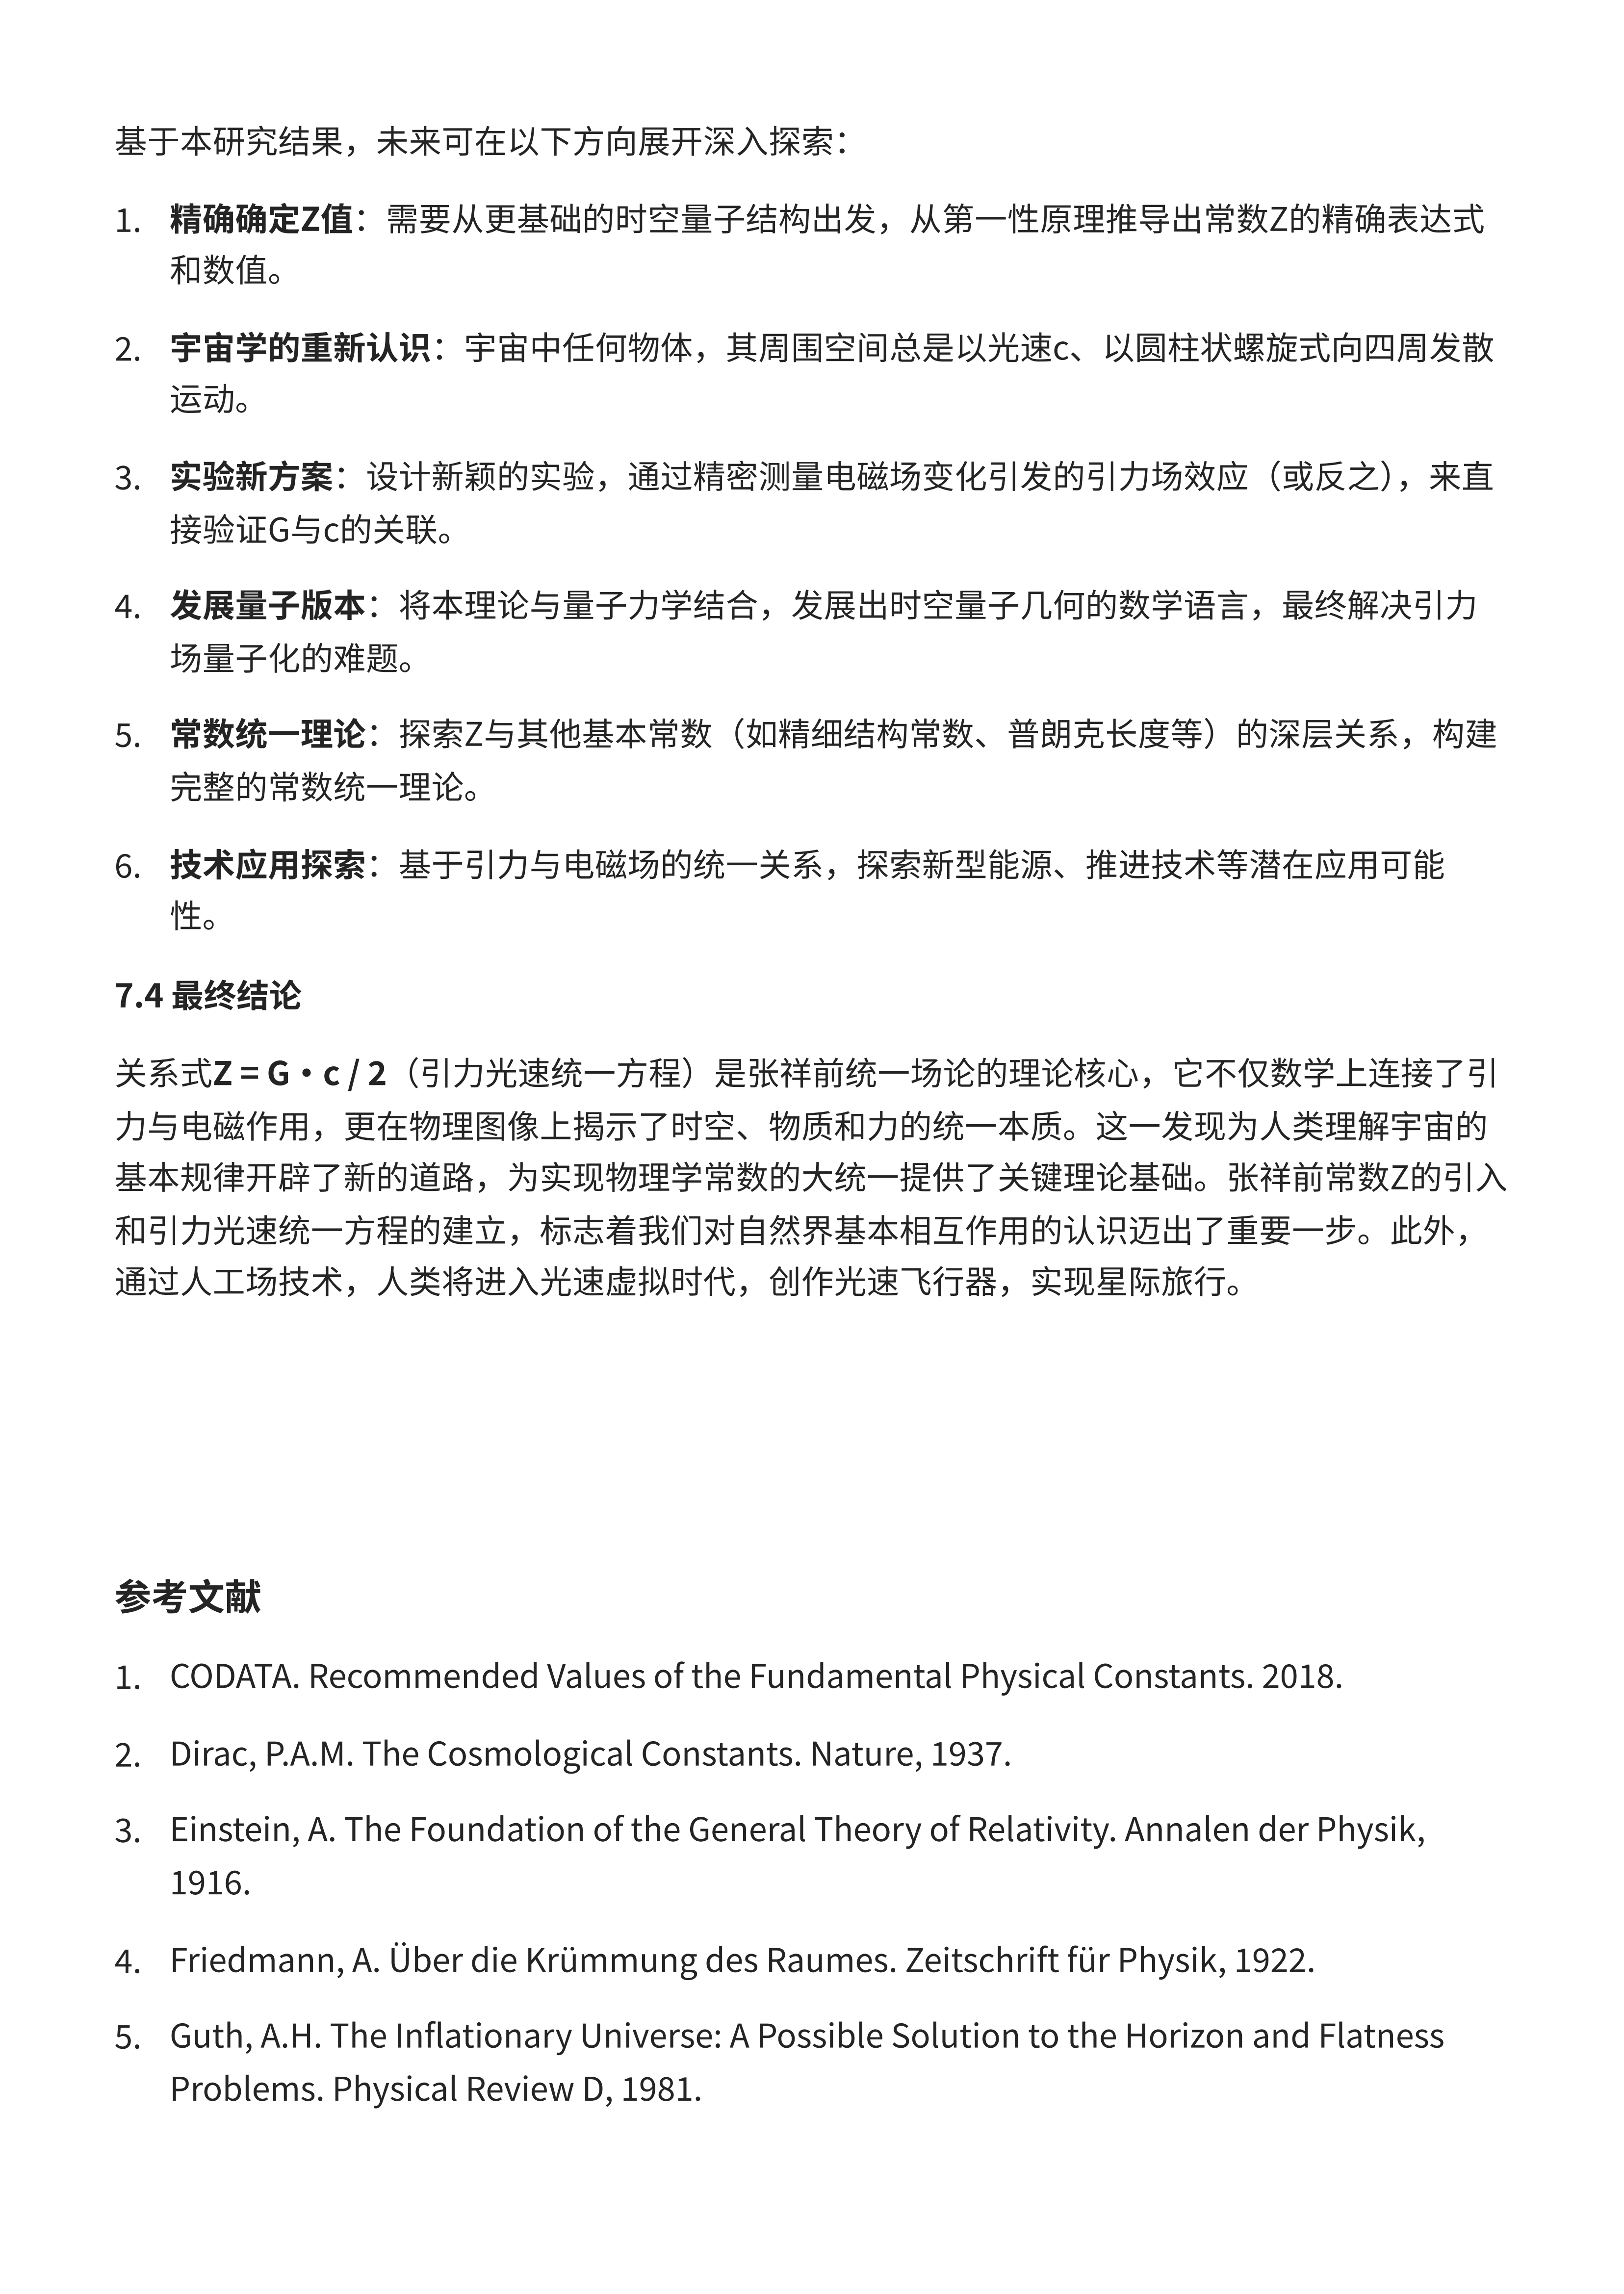 基于本研究结果，未来可在以下方向展开深入探索：
1. 精确确定Z值：需要从更基础的时空量子结构出发，从第一性原理推导出常数Z的精确表达式
和数值。
2. 宇宙学的重新认识：宇宙中任何物体，其周围空间总是以光速c、以圆柱状螺旋式向四周发散
运动。
3. 实验新方案：设计新颖的实验，通过精密测量电磁场变化引发的引力场效应（或反之），来直
接验证G与c的关联。
4. 发展量子版本：将本理论与量子力学结合，发展出时空量子几何的数学语言，最终解决引力
场量子化的难题。
5. 常数统一理论：探索Z与其他基本常数（如精细结构常数、普朗克长度等）的深层关系，构建
完整的常数统一理论。
6. 技术应用探索：基于引力与电磁场的统一关系，探索新型能源、推进技术等潜在应用可能
性。
7.4 最终结论
关系式Z = G · c / 2（引力光速统一方程）是张祥前统一场论的理论核心，它不仅数学上连接了引
力与电磁作用，更在物理图像上揭示了时空、物质和力的统一本质。这一发现为人类理解宇宙的
基本规律开辟了新的道路，为实现物理学常数的大统一提供了关键理论基础。张祥前常数Z的引入
和引力光速统一方程的建立，标志着我们对自然界基本相互作用的认识迈出了重要一步。此外，
通过人工场技术，人类将进入光速虚拟时代，创作光速飞行器，实现星际旅行。
参考文献
1. CODATA. Recommended Values of the Fundamental Physical Constants. 2018.
2. Dirac, P.A.M. The Cosmological Constants. Nature, 1937.
3. Einstein, A. The Foundation of the General Theory of Relativity. Annalen der Physik,
1916.
4. Friedmann, A. Über die Krümmung des Raumes. Zeitschrift für Physik, 1922.
5. Guth, A.H. The Inflationary Universe: A Possible Solution to the Horizon and Flatness
Problems. Physical Review D, 1981.